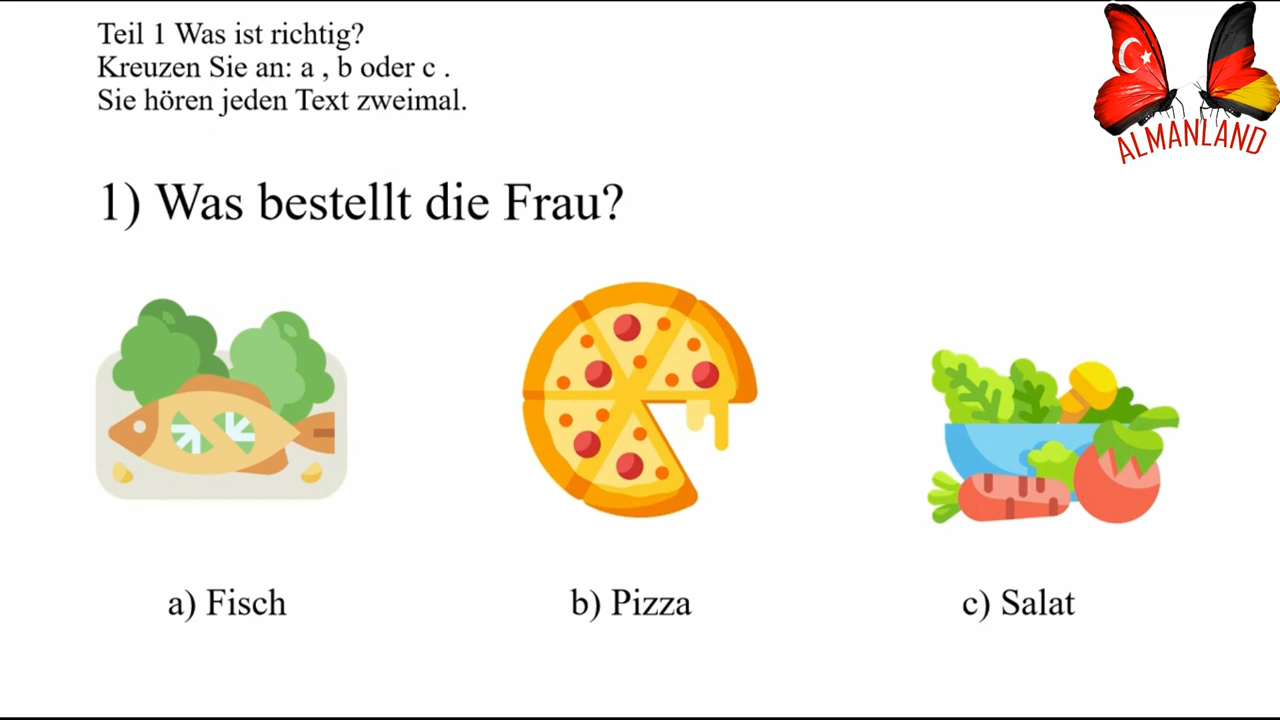 Teil 1 Was ist richtig?
Kreuzen Sie an: a , b oder c .
Sie hören jeden Text zweimal.
ALMANLAND
1) Was bestellt die Frau?
a) Fisch
b) Pizza
c) Salat